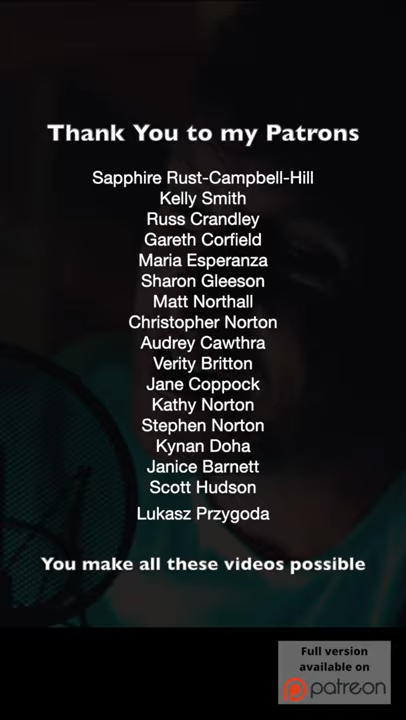 Thank You to my Patrons
Sapphire Rust-Campbell-Hill
Kelly Smith
Russ Crandley
Gareth Corfield
Maria Esperanza
Sharon Gleeson
Matt Northall
Christopher Norton
Audrey Cawthra
Verity Britton
Jane Coppock
Kathy Norton
Stephen Norton
Kynan Doha
Janice Barnett
Scott Hudson
Lukasz Przygoda
You make all these videos possible
Full version
available on
patreon